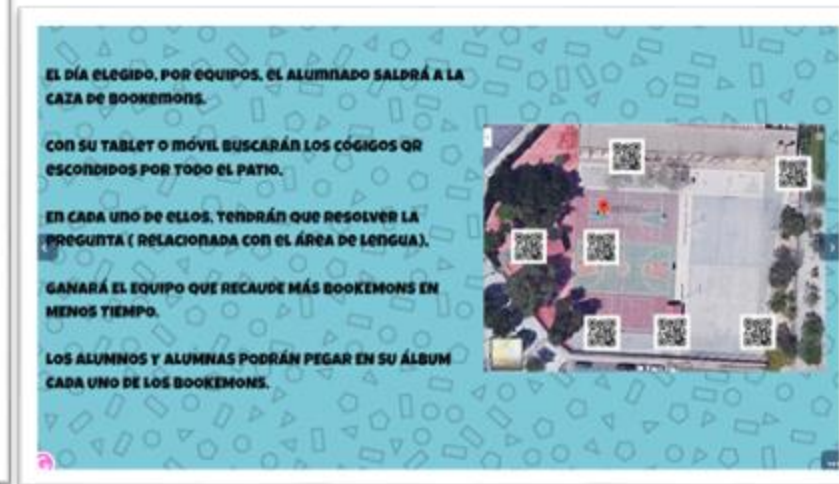 EL DÍA ELEGIDO, POR EQUIPOS, EL ALUMNADO SALDRÁ A LA
CAZA DE BOOKEMONS.
CON SU TABLET O MÓVIL BUSCARÁN LOS CÓGIGOS QR
ESCONDIDOS POR TODO EL PATIO.
EN CADA UNO DE ELLOS, TENDRÁN QUE RESOLVER LA
PREGUNTA ( RELACIONADA CON EL ÁREA DE LENGUA).
GANARÁ EL EQUIPO QUE RECAUDE MÁS BOOKEMONS EN
MENOS TIEMPO.
LOS ALUMNOS Y ALUMNAS PODRÁN PEGAR EN SU ÁLBUM
CADA UNO DE LOS BOOKEMONS.